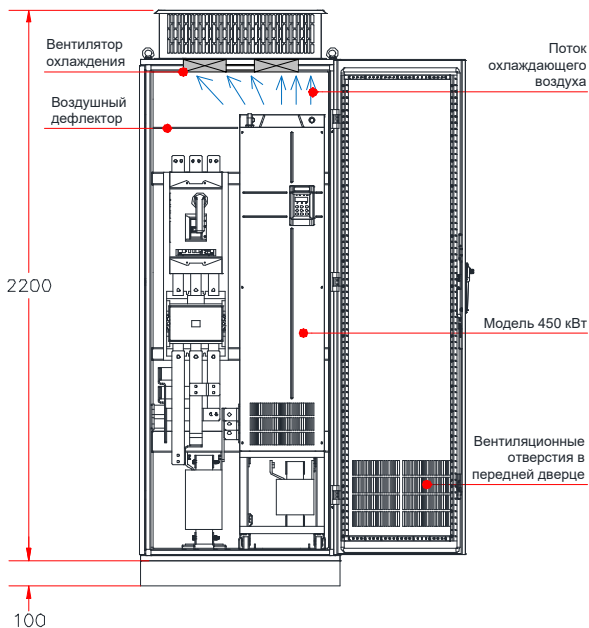 Вентилятор
охлаждения
Поток
охлаждающего
воздуха
Воздушный
дефлектор
2200
Модель 450 кВт
Вентиляционные
отверстия в
передней дверце
100